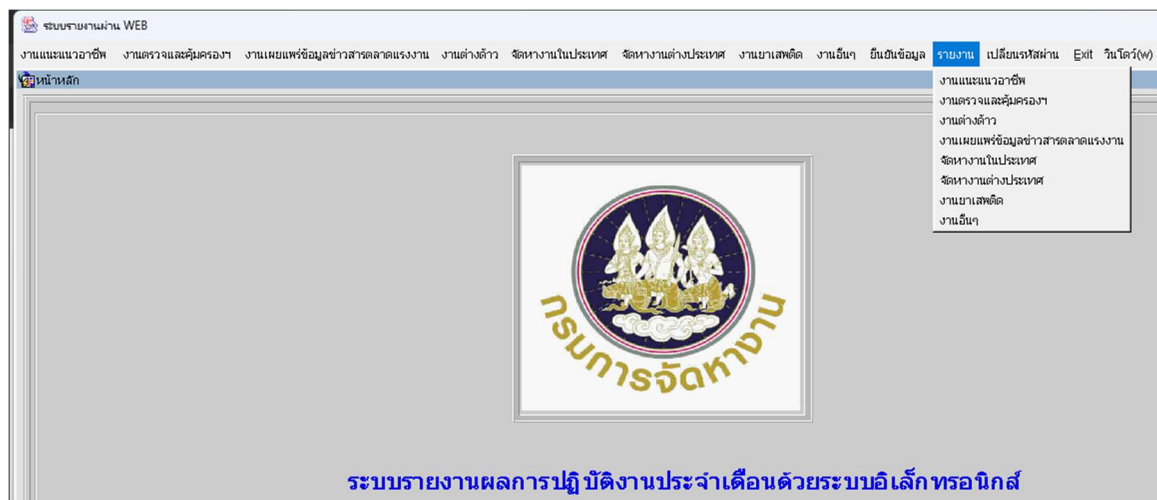 ระบบรายงานผ่าน WEB
งานแนะแนวอาชีพ งานตรวจและคุ้มครองฯ งานเผยแพร่ข้อมูลข่าวสารตลาดแรงงาน งานต่างด้าว จัดหางานในประเทศ จัดหางานต่างประเทศ งานยาเสพติด งานอื่นๆ ยืนยันข้อมูล รายงาน เปลี่ยนรหัสผ่าน Exit วินโดว์(w)
หน้าหลัก
งานแนะแนวอาชีพ
งานตรวจและคุ้มครองฯ
งานต่างด้าว
งานเผยแพร่ข้อมูลข่าวสารตลาดแรงงาน
จัดหางานในประเทศ
จัดหางานต่างประเทศ
งานยาเสพติด
งานอื่นๆ
กรมการจัดหางาน
ระบบรายงานผลการปฏิบัติงานประจำเดือนด้วยระบบอิเล็กทรอนิกส์